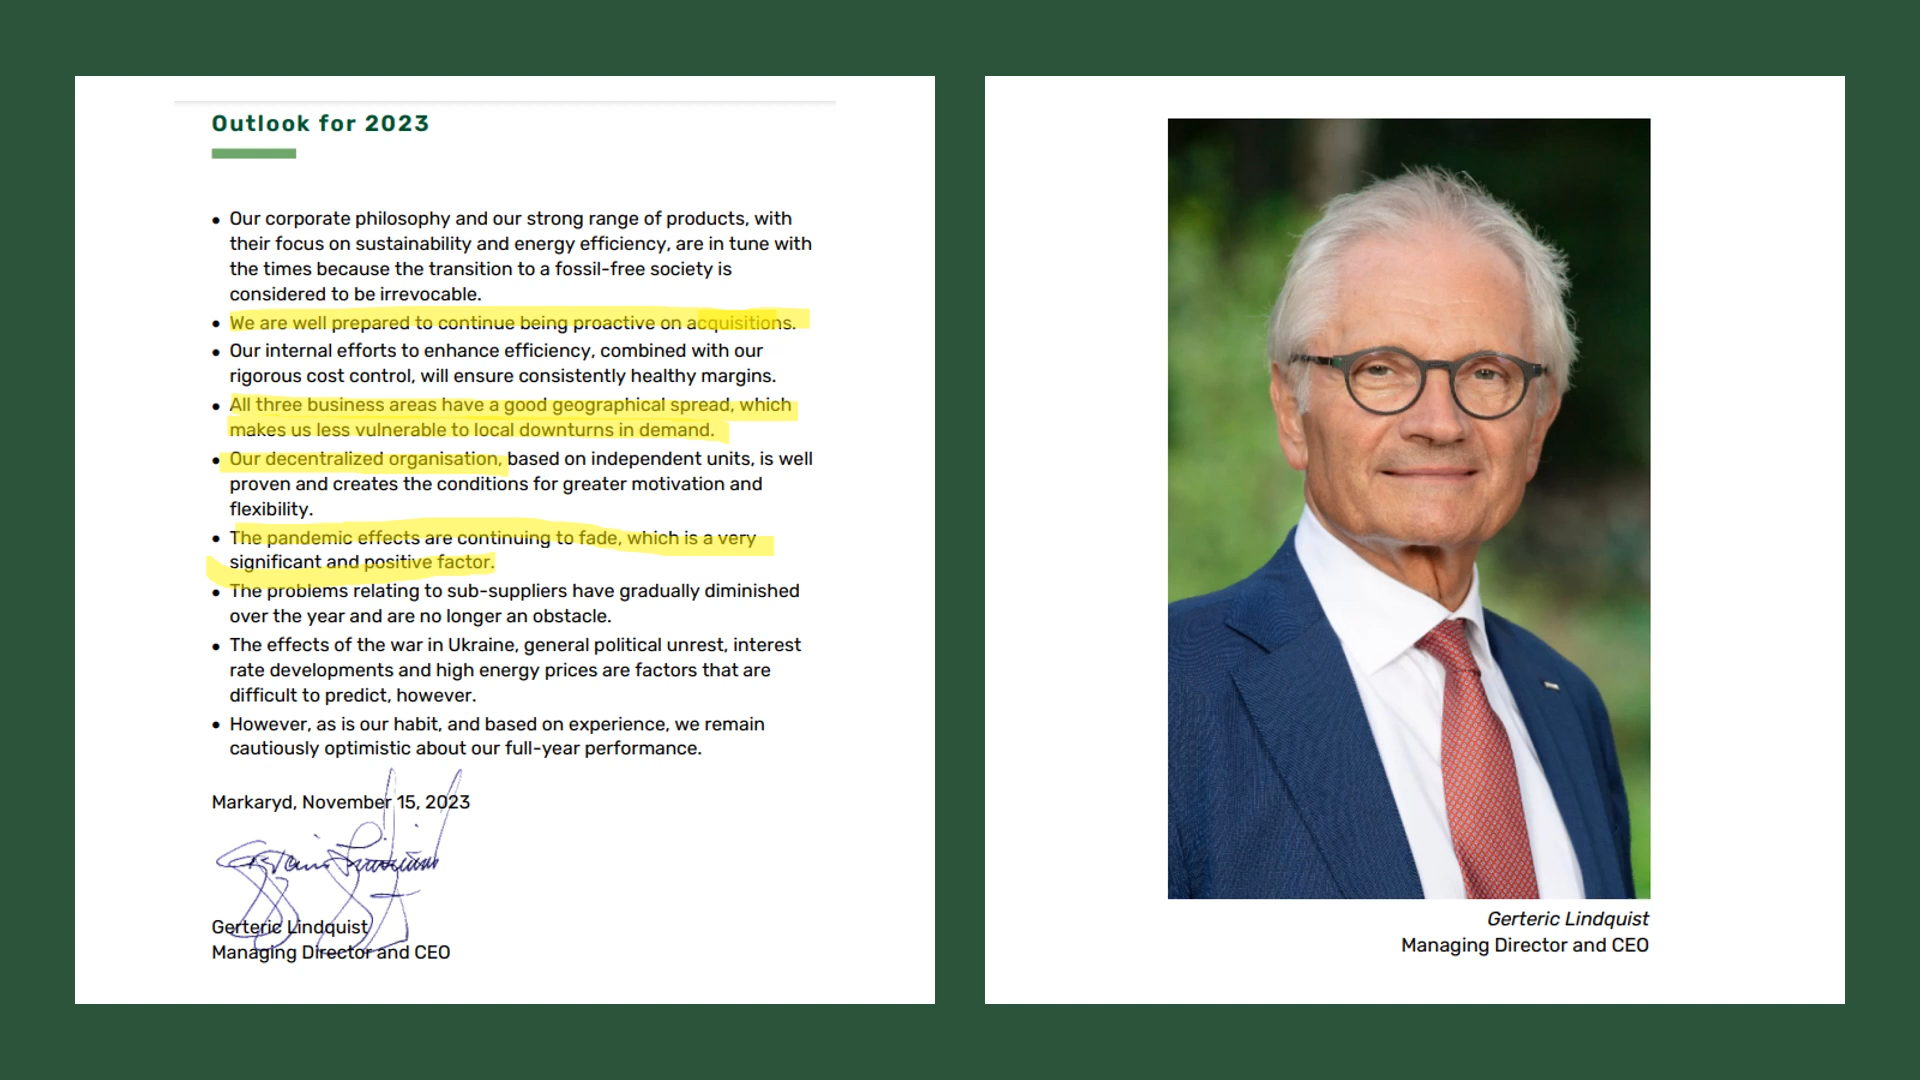 Outlook for 2023
• Our corporate philosophy and our strong range of products, with
their focus on sustainability and energy efficiency, are in tune with
the times because the transition to a fossil-free society is
considered to be irrevocable.
• We are well prepared to continue being proactive on acquisitions.
• Our internal efforts to enhance efficiency, combined with our
rigorous cost control, will ensure consistently healthy margins.
• All three business areas have a good geographical spread, which
makes us less vulnerable to local downturns in demand.
• Our decentralized organisation, based on independent units, is well
proven and creates the conditions for greater motivation and
flexibility.
• The pandemic effects are continuing to fade, which is a very
significant and positive factor.
• The problems relating to sub-suppliers have gradually diminished
over the year and are no longer an obstacle.
• The effects of the war in Ukraine, general political unrest, interest
rate developments and high energy prices are factors that are
difficult to predict, however.
• However, as is our habit, and based on experience, we remain
cautiously optimistic about our full-year performance.
Markaryd, November 15, 2023
Gerteric Lindquist
Managing Director and CEO
Gerteric Lindquist
Managing Director and CEO